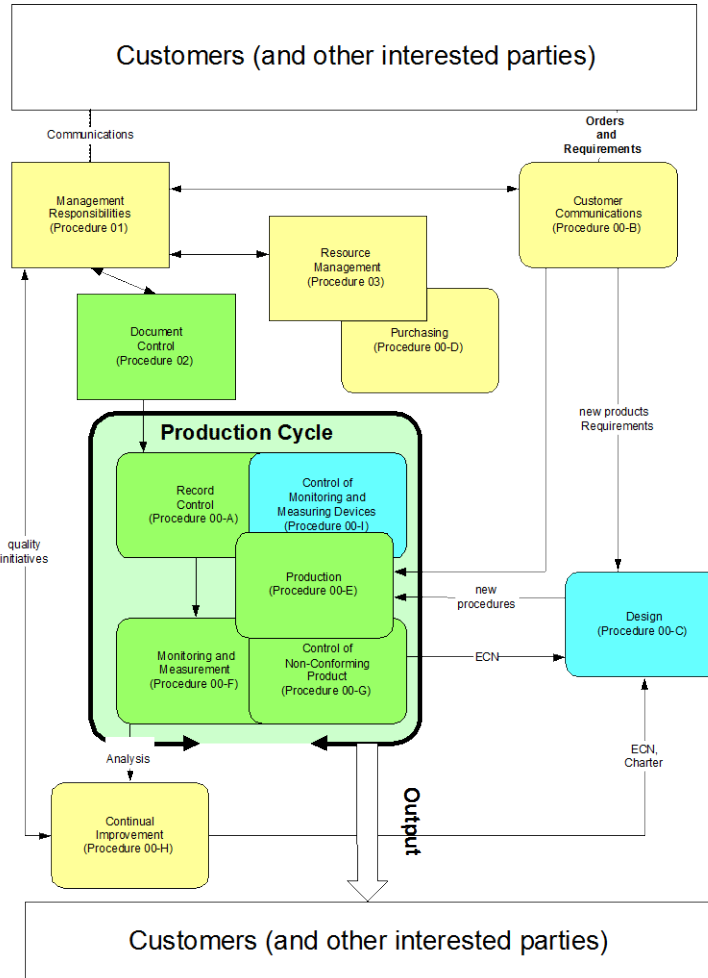 Customers (and other interested parties)
Communications
Orders
and
Requirements
Management
Responsibilities
(Procedure 01)
Customer
Communications
(Procedure 00-B)
Resource
Management
(Procedure 03)
Document
Control
(Procedure 02)
Purchasing
(Procedure 00-D)
new products
Requirements
Production Cycle
Record
Control
(Procedure 00-A)
Control of
Monitoring and
Measuring Devices
(Procedure 00-I)
quality
initiatives
Production
(Procedure 00-E)
new
procedures
Design
(Procedure 00-C)
Monitoring and
Measurement
(Procedure 00-F)
Control of
Non-Conforming
Product
(Procedure 00-G)
ECN
Analysis
ECN,
Charter
Output
Continual
Improvement
(Procedure 00-H)
Customers (and other interested parties)